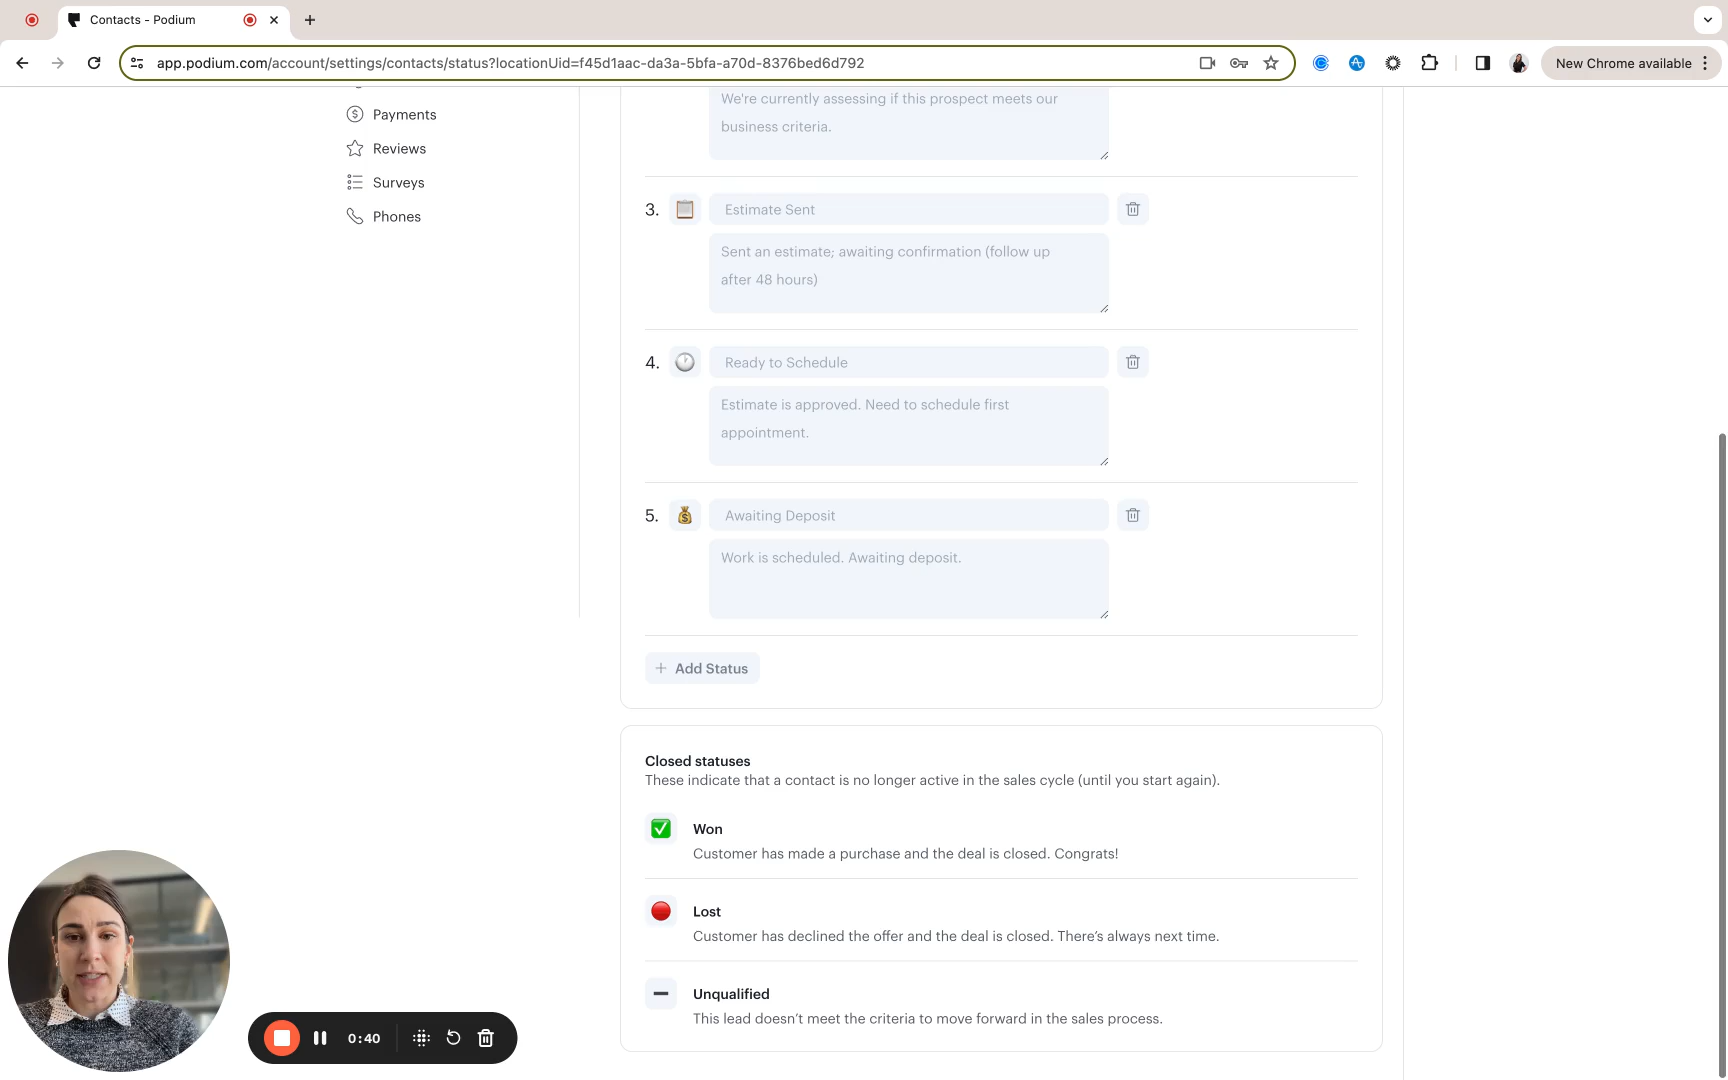 Contacts - Podium
app.podium.com/account/settings/contacts/status?locationUid=f45d1aac-da3a-5bfa-a70d-8376bed6d792
New Chrome available
Payments
Reviews
Surveys
Phones
We're currently assessing if this prospect meets our
business criteria.
3.
Estimate Sent
Sent an estimate; awaiting confirmation (follow up
after 48 hours)
4.
Ready to Schedule
Estimate is approved. Need to schedule first
appointment.
5.
Awaiting Deposit
Work is scheduled. Awaiting deposit.
+ Add Status
Closed statuses
These indicate that a contact is no longer active in the sales cycle (until you start again).
Won
Customer has made a purchase and the deal is closed. Congrats!
Lost
Customer has declined the offer and the deal is closed. There’s always next time.
Unqualified
This lead doesn’t meet the criteria to move forward in the sales process.
0:40